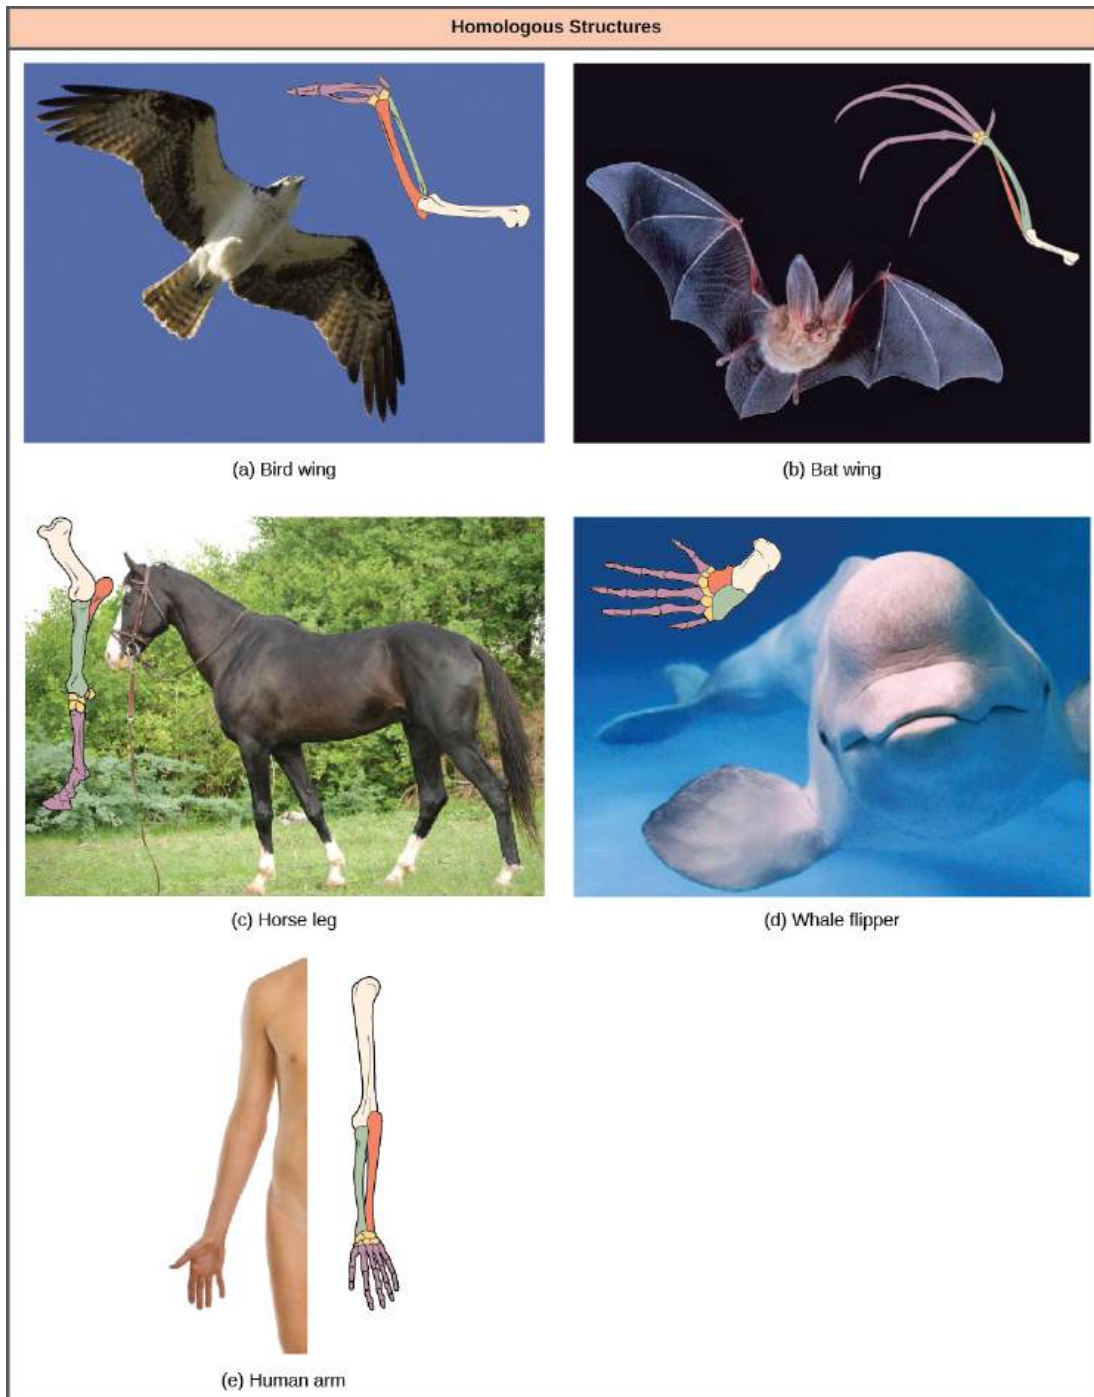 Homologous Structures
(a) Bird wing
(b) Bat wing
(c) Horse leg
(d) Whale flipper
(e) Human arm